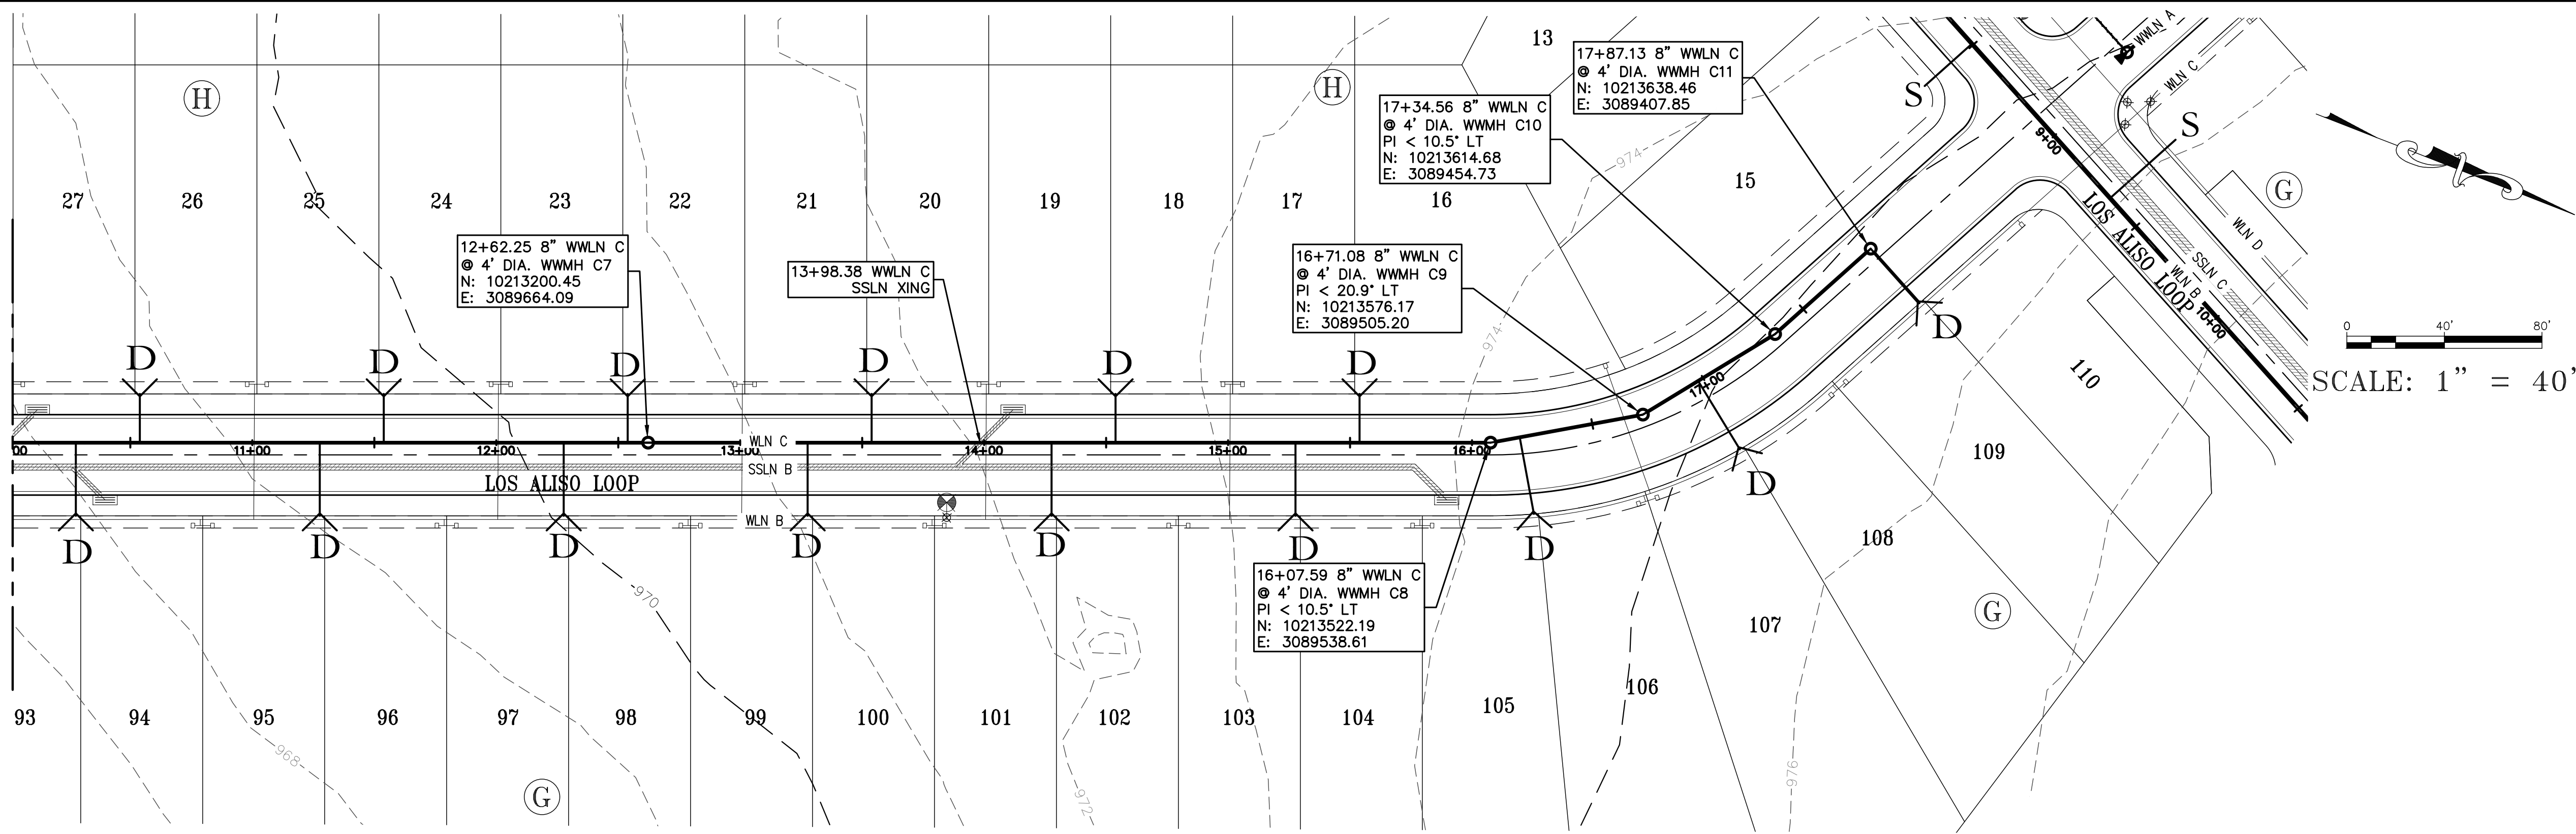 13
17+87.13 8" WWLN C
@ 4' DIA. WWMH C11
N: 10213638.46
E: 3089407.85
WWLN A
WLN C
H
H
17+34.56 8" WWLN C
@ 4' DIA. WWMH C10
PI < 10.5° LT
N: 10213614.68
E: 3089454.73
S
S
9+00
974
15
G
27
26
25
24
23
22
21
20
19
18
17
16
LOS ALISO LOOP
WLN D
SSLN C
WLN B
10+00
12+62.25 8" WWLN C
@ 4' DIA. WWMH C7
N: 10213200.45
E: 3089664.09
13+98.38 WWLN C
SSLN XING
16+71.08 8" WWLN C
@ 4' DIA. WWMH C9
PI < 20.9° LT
N: 10213576.17
E: 3089505.20
974
0 40' 80'
SCALE: 1" = 40'
D
D
D
D
D
D
D
110
17+00
00
11+00
12+00
13+00
WLN C
14+00
15+00
16+00
SSLN B
LOS ALISO LOOP
WLN B
109
D
D
D
D
D
D
D
D
108
16+07.59 8" WWLN C
@ 4' DIA. WWMH C8
PI < 10.5° LT
N: 10213522.19
E: 3089538.61
970
107
G
106
105
93
94
95
96
97
98
99
100
101
102
103
104
968
972
976
G